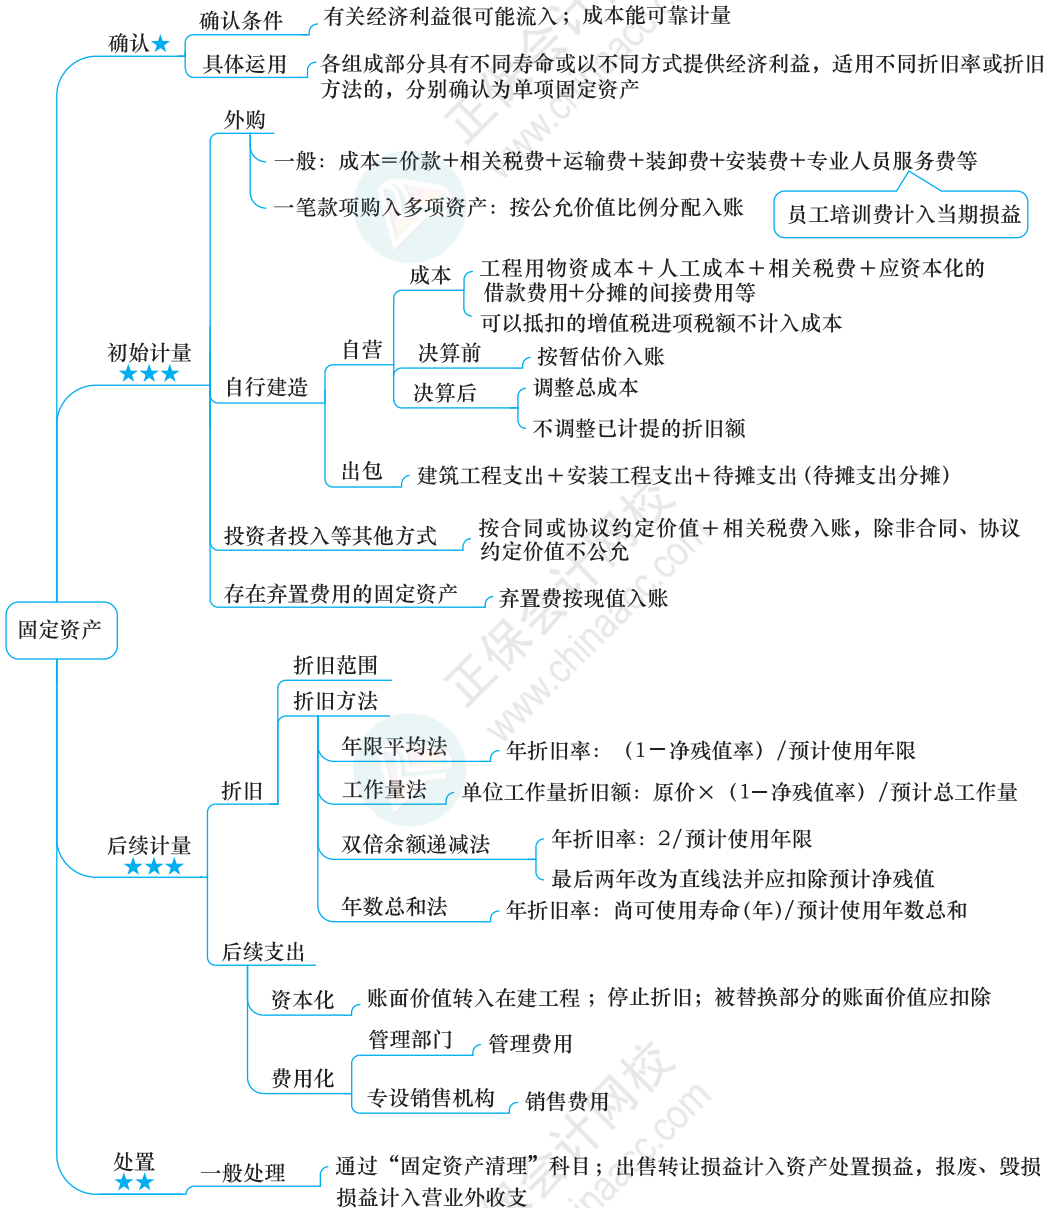 确认★
确认条件
有关经济利益很可能流入；成本能可靠计量
具体运用
各组成部分具有不同寿命或以不同方式提供经济利益，适用不同折旧率或折旧
方法的，分别确认为单项固定资产
外购
一般：成本=价款+相关税费+运输费+装卸费+安装费+专业人员服务费等
一笔款项购入多项资产：按公允价值比例分配入账
员工培训费计入当期损益
初始计量
★★★
自行建造
自营
成本
工程用物资成本＋人工成本＋相关税费＋应资本化的
借款费用+分摊的间接费用等
可以抵扣的增值税进项税额不计入成本
决算前
按暂估价入账
决算后
调整总成本
不调整已计提的折旧额
出包
建筑工程支出＋安装工程支出+待摊支出(待摊支出分摊)
投资者投入等其他方式
按合同或协议约定价值＋相关税费入账，除非合同、协议
约定价值不公允
存在弃置费用的固定资产
弃置费按现值入账
固定资产
后续计量
★★★
折旧
折旧范围
折旧方法
年限平均法
年折旧率：（1－净残值率）/预计使用年限
工作量法
单位工作量折旧额：原价×（1－净残值率）/预计总工作量
双倍余额递减法
年折旧率：2/预计使用年限
最后两年改为直线法并应扣除预计净残值
年数总和法
年折旧率：尚可使用寿命(年)/预计使用年数总和
后续支出
资本化
账面价值转入在建工程；停止折旧；被替换部分的账面价值应扣除
费用化
管理部门
管理费用
专设销售机构
销售费用
处置
★★
一般处理
通过“固定资产清理”科目；出售转让损益计入资产处置损益，报废、毁损
损益计入营业外收支
正保会计网校
www.chinaacc.com
正保会计网校
www.chinaacc.com